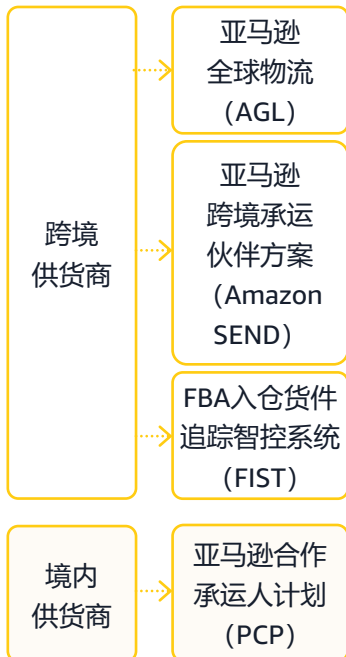 跨境
供货商
亚马逊
全球物流
（AGL）
亚马逊
跨境承运
伙伴方案
（Amazon
SEND）
FBA入仓货件
追踪智控系统
（FIST）
境内
供货商
亚马逊合作
承运人计划
（PCP）